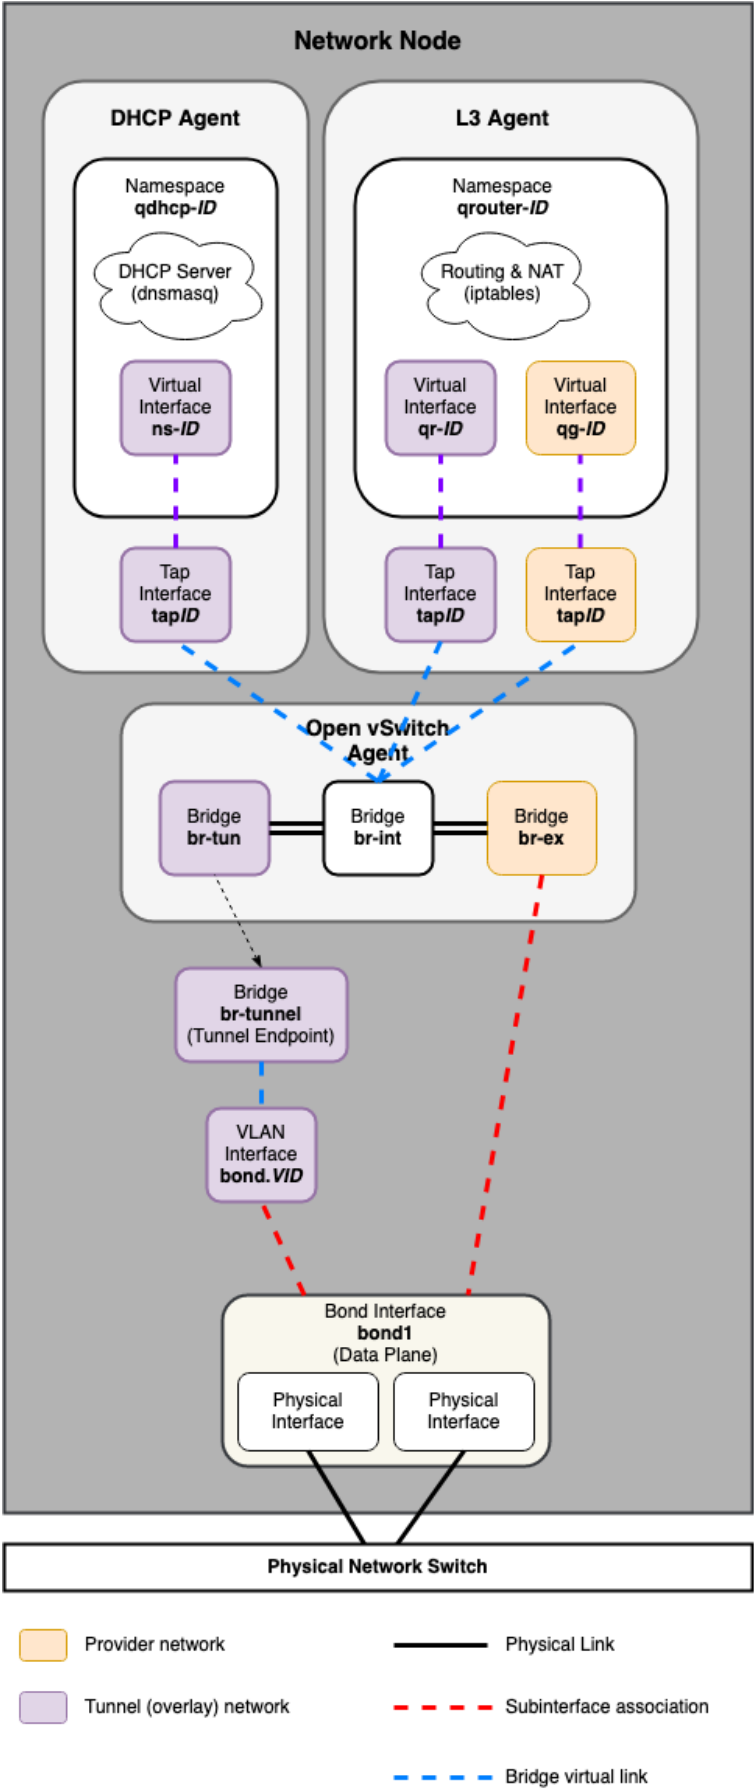 Network Node
DHCP Agent
Namespace
qdhcp-ID
DHCP Server
(dnsmasq)
Virtual
Interface
ns-ID
Tap
Interface
tapID
L3 Agent
Namespace
qrouter-ID
Routing & NAT
(iptables)
Virtual
Interface
qr-ID
Virtual
Interface
qg-ID
Tap
Interface
tapID
Tap
Interface
tapID
Open vSwitch
Agent
Bridge
br-tun
Bridge
br-int
Bridge
br-ex
Bridge
br-tunnel
(Tunnel Endpoint)
VLAN
Interface
bond.VID
Bond Interface
bond1
(Data Plane)
Physical
Interface
Physical
Interface
Physical Network Switch
Provider network
Physical Link
Tunnel (overlay) network
Subinterface association
Bridge virtual link